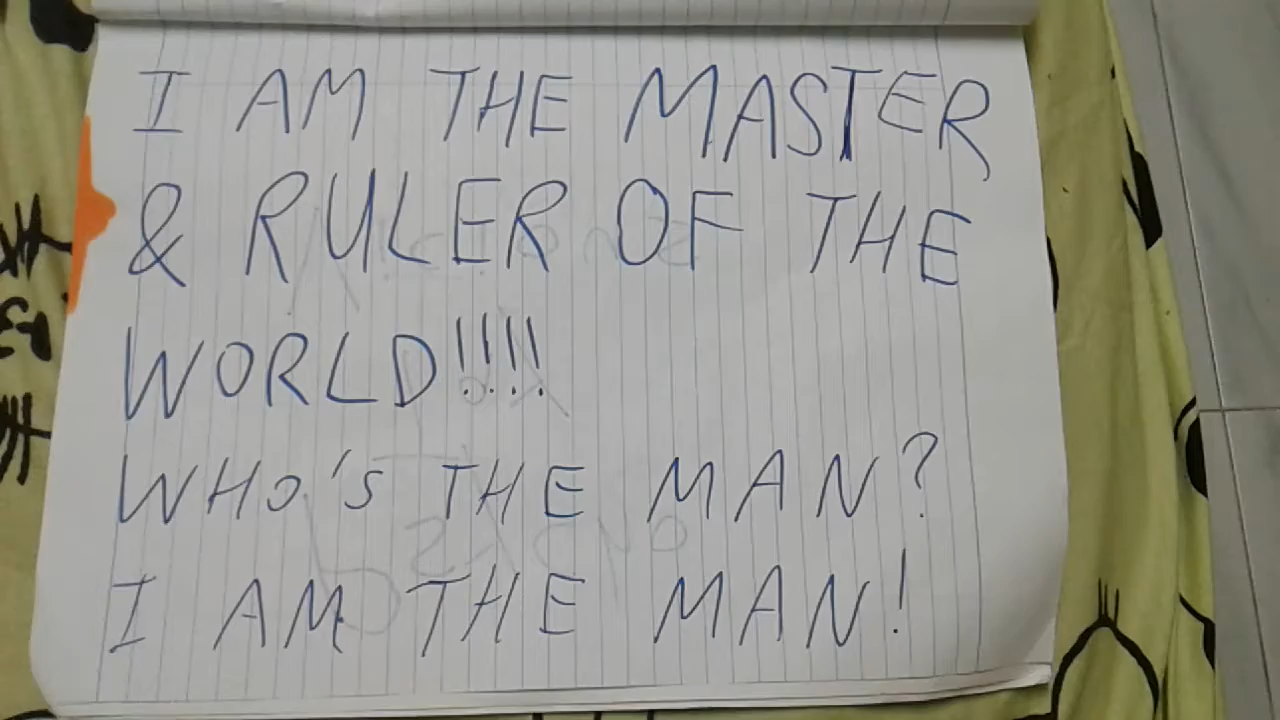 I AM THE MASTER
& RULER OF THE
WORLD!!!!
WHO'S THE MAN?
I AM THE MAN!